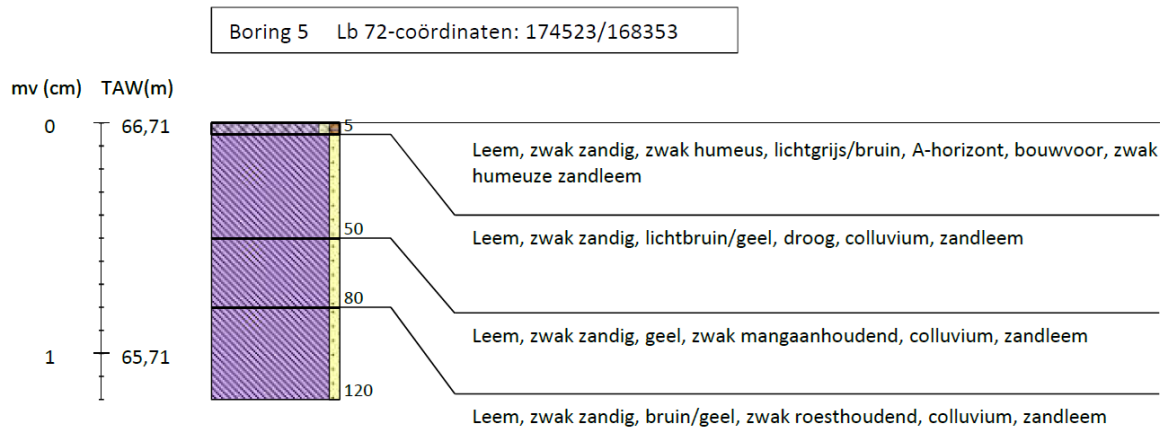 Boring 5 Lb 72-coördinaten: 174523/168353
mv (cm) TAW(m)
0 66,71
5
Leem, zwak zandig, zwak humeus, lichtgrijs/bruin, A-horizont, bouwvoor, zwak
humeuze zandleem
50
Leem, zwak zandig, lichtbruin/geel, droog, colluvium, zandleem
80
Leem, zwak zandig, geel, zwak mangaanhoudend, colluvium, zandleem
1 65,71
120
Leem, zwak zandig, bruin/geel, zwak roesthoudend, colluvium, zandleem